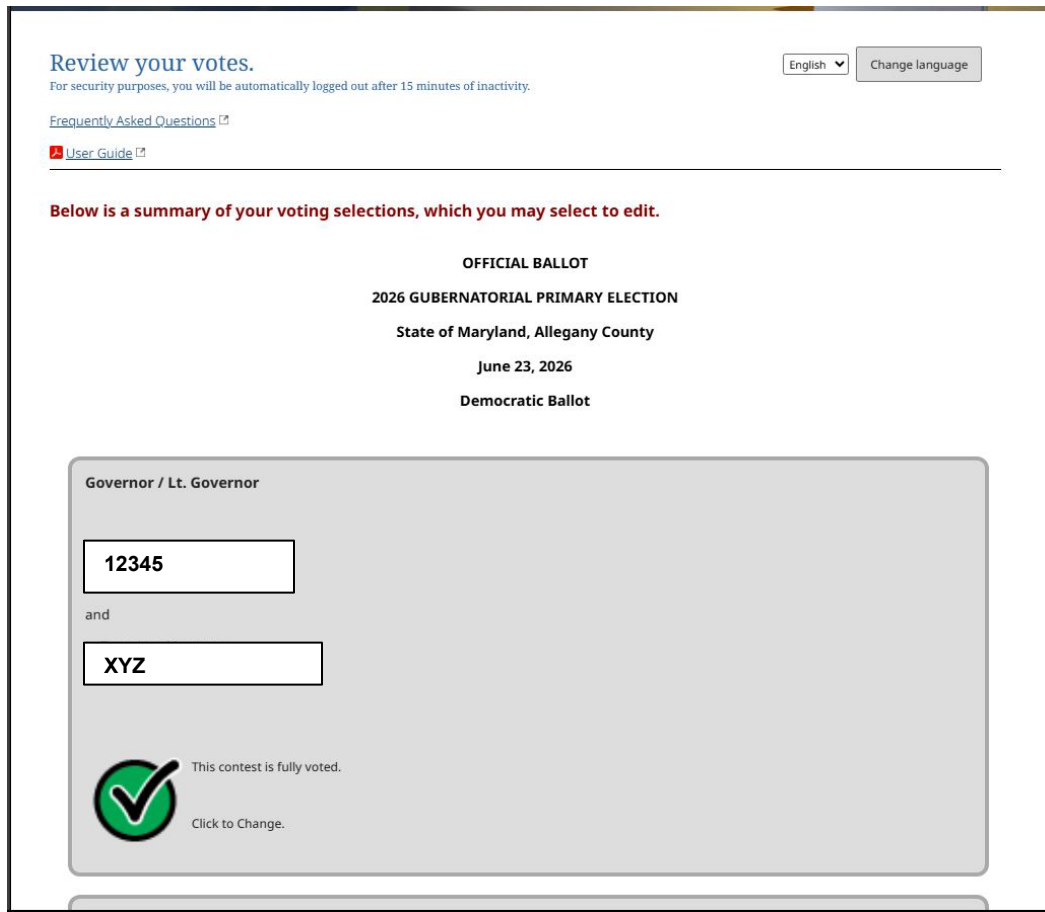 Review your votes.
English
Change language
For security purposes, you will be automatically logged out after 15 minutes of inactivity.
Frequently Asked Questions
User Guide
Below is a summary of your voting selections, which you may select to edit.
OFFICIAL BALLOT
2026 GUBERNATORIAL PRIMARY ELECTION
State of Maryland, Allegany County
June 23, 2026
Democratic Ballot
Governor / Lt. Governor
12345
and
XYZ
This contest is fully voted.
Click to Change.